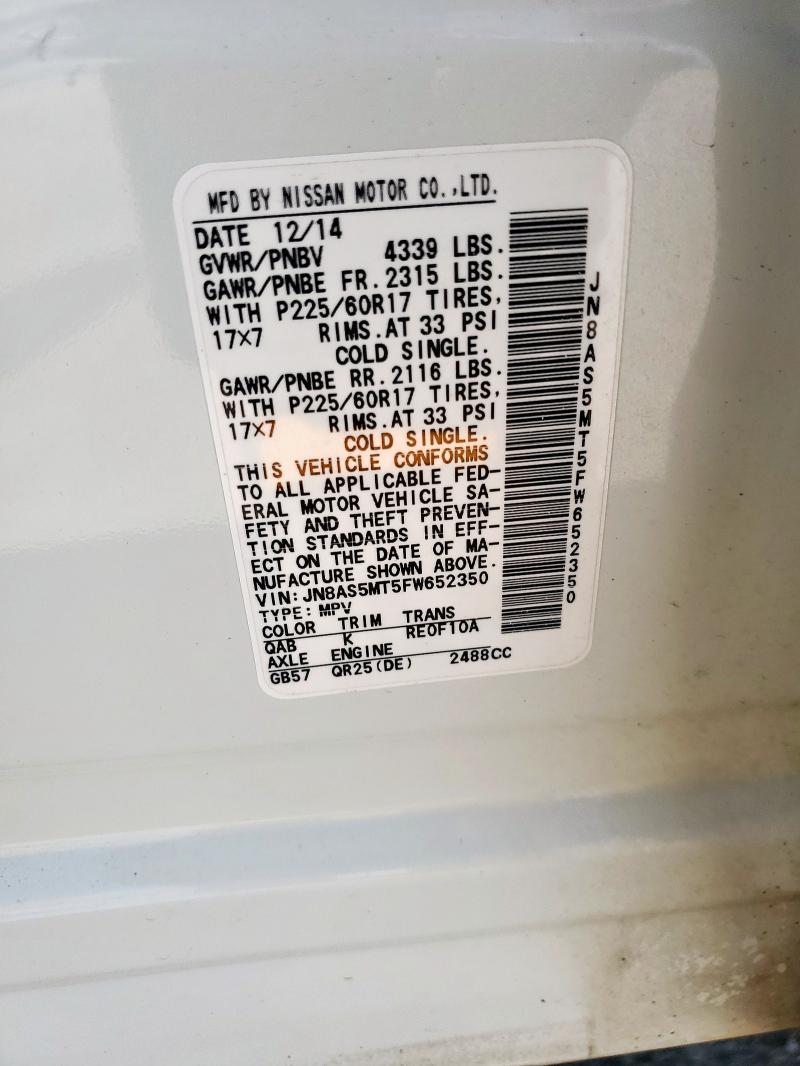 MFD BY NISSAN MOTOR CO.,LTD.
DATE 12/14
GVWR/PNBV 4339 LBS.
GAWR/PNBE FR. 2315 LBS.
WITH P225/60R17 TIRES,
17X7 RIMS.AT 33 PSI
COLD SINGLE.
GAWR/PNBE RR. 2116 LBS.
WITH P225/60R17 TIRES,
17X7 RIMS.AT 33 PSI
COLD SINGLE.
THIS VEHICLE CONFORMS
TO ALL APPLICABLE FED-
ERAL MOTOR VEHICLE SA-
FETY AND THEFT PREVEN-
TION STANDARDS IN EFF-
ECT ON THE DATE OF MA-
NUFACTURE SHOWN ABOVE.
VIN:JN8AS5MT5FW652350
TYPE:MPV
COLOR TRIM TRANS
QAB K RE0F10A
AXLE ENGINE
GB57 QR25(DE) 2488CC
JN8AS5MT5FW652350